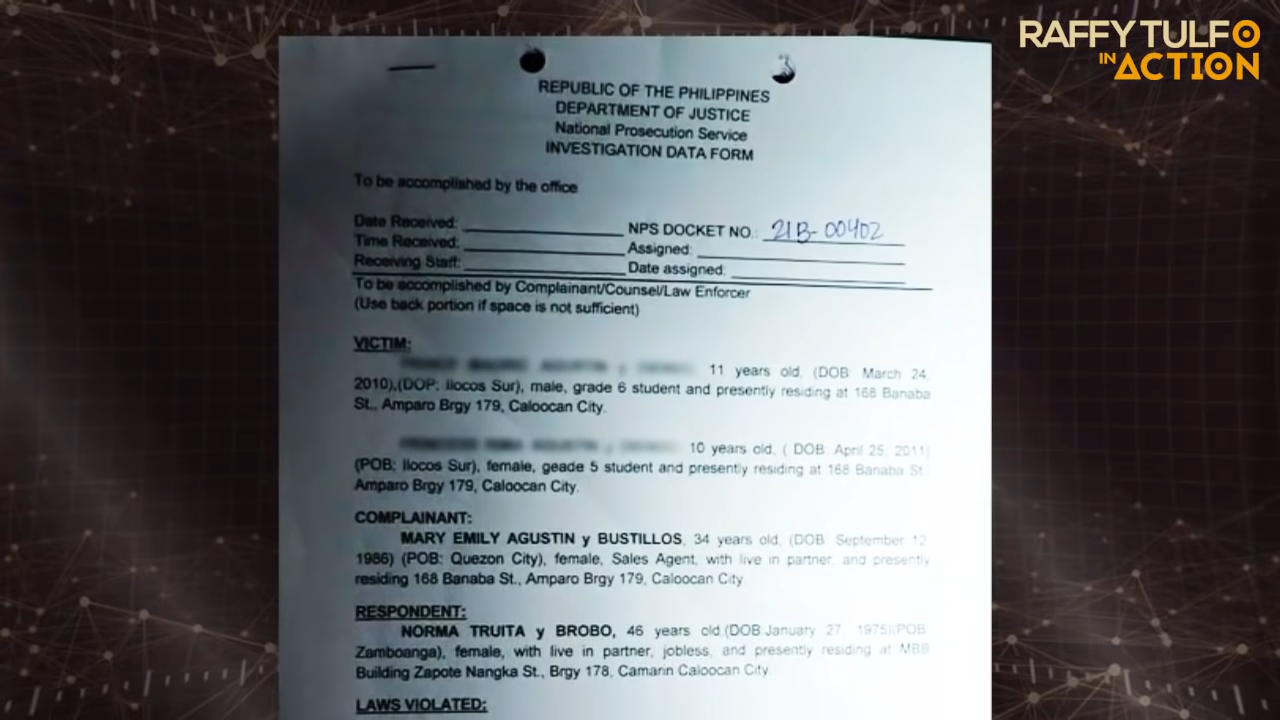 RAFFY TULFO
IN ACTION
REPUBLIC OF THE PHILIPPINES
DEPARTMENT OF JUSTICE
National Prosecution Service
INVESTIGATION DATA FORM
To be accomplished by the office
Date Received: NPS DOCKET NO.: 21B-00402
Time Received: Assigned:
Receiving Staff: Date assigned:
To be accomplished by Complainant/Counsel/Law Enforcer
(Use back portion if space is not sufficient)
VICTIM:
11 years old, (DOB: March 24,
2010),(DOP: Ilocos Sur), male, grade 6 student and presently residing at 168 Banaba
St., Amparo Brgy 179, Caloocan City.
10 years old, ( DOB: April 25, 2011)
(POB: Ilocos Sur), female, geade 5 student and presently residing at 168 Banaba St.
Amparo Brgy 179, Caloocan City.
COMPLAINANT:
MARY EMILY AGUSTIN y BUSTILLOS, 34 years old, (DOB: September 12
1986) (POB: Quezon City), female, Sales Agent, with live in partner, and presently
residing 168 Banaba St., Amparo Brgy 179, Caloocan City
RESPONDENT:
NORMA TRUITA y BROBO, 46 years old,(DOB January 27, 1975)(POB
Zamboanga), female, with live in partner, jobless, and presently residing at MBB
Building Zapote Nangka St., Brgy 178, Camarin Caloocan City.
LAWS VIOLATED: